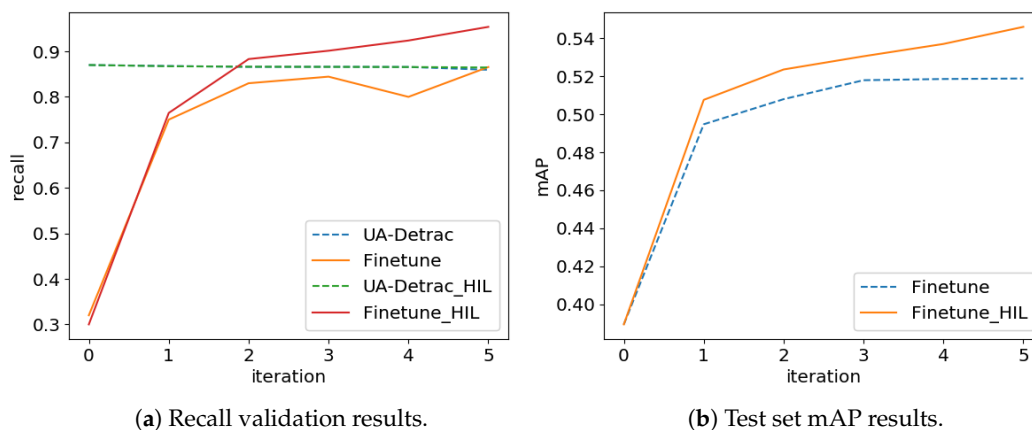 0.9
0.8
0.7
0.6
0.5
0.4
0.3
recall
0 1 2 3 4 5
iteration
UA-Detrac
Finetune
UA-Detrac_HIL
Finetune_HIL
(a) Recall validation results.
0.54
0.52
0.50
0.48
0.46
0.44
0.42
0.40
mAP
0 1 2 3 4 5
iteration
Finetune
Finetune_HIL
(b) Test set mAP results.